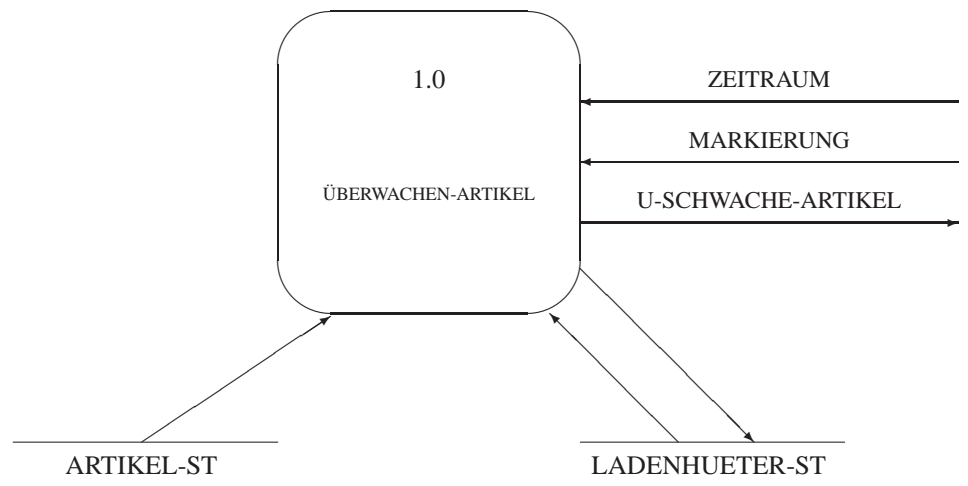 1.0
ZEITRAUM
MARKIERUNG
ÜBERWACHEN-ARTIKEL
U-SCHWACHE-ARTIKEL
ARTIKEL-ST
LADENHUETER-ST